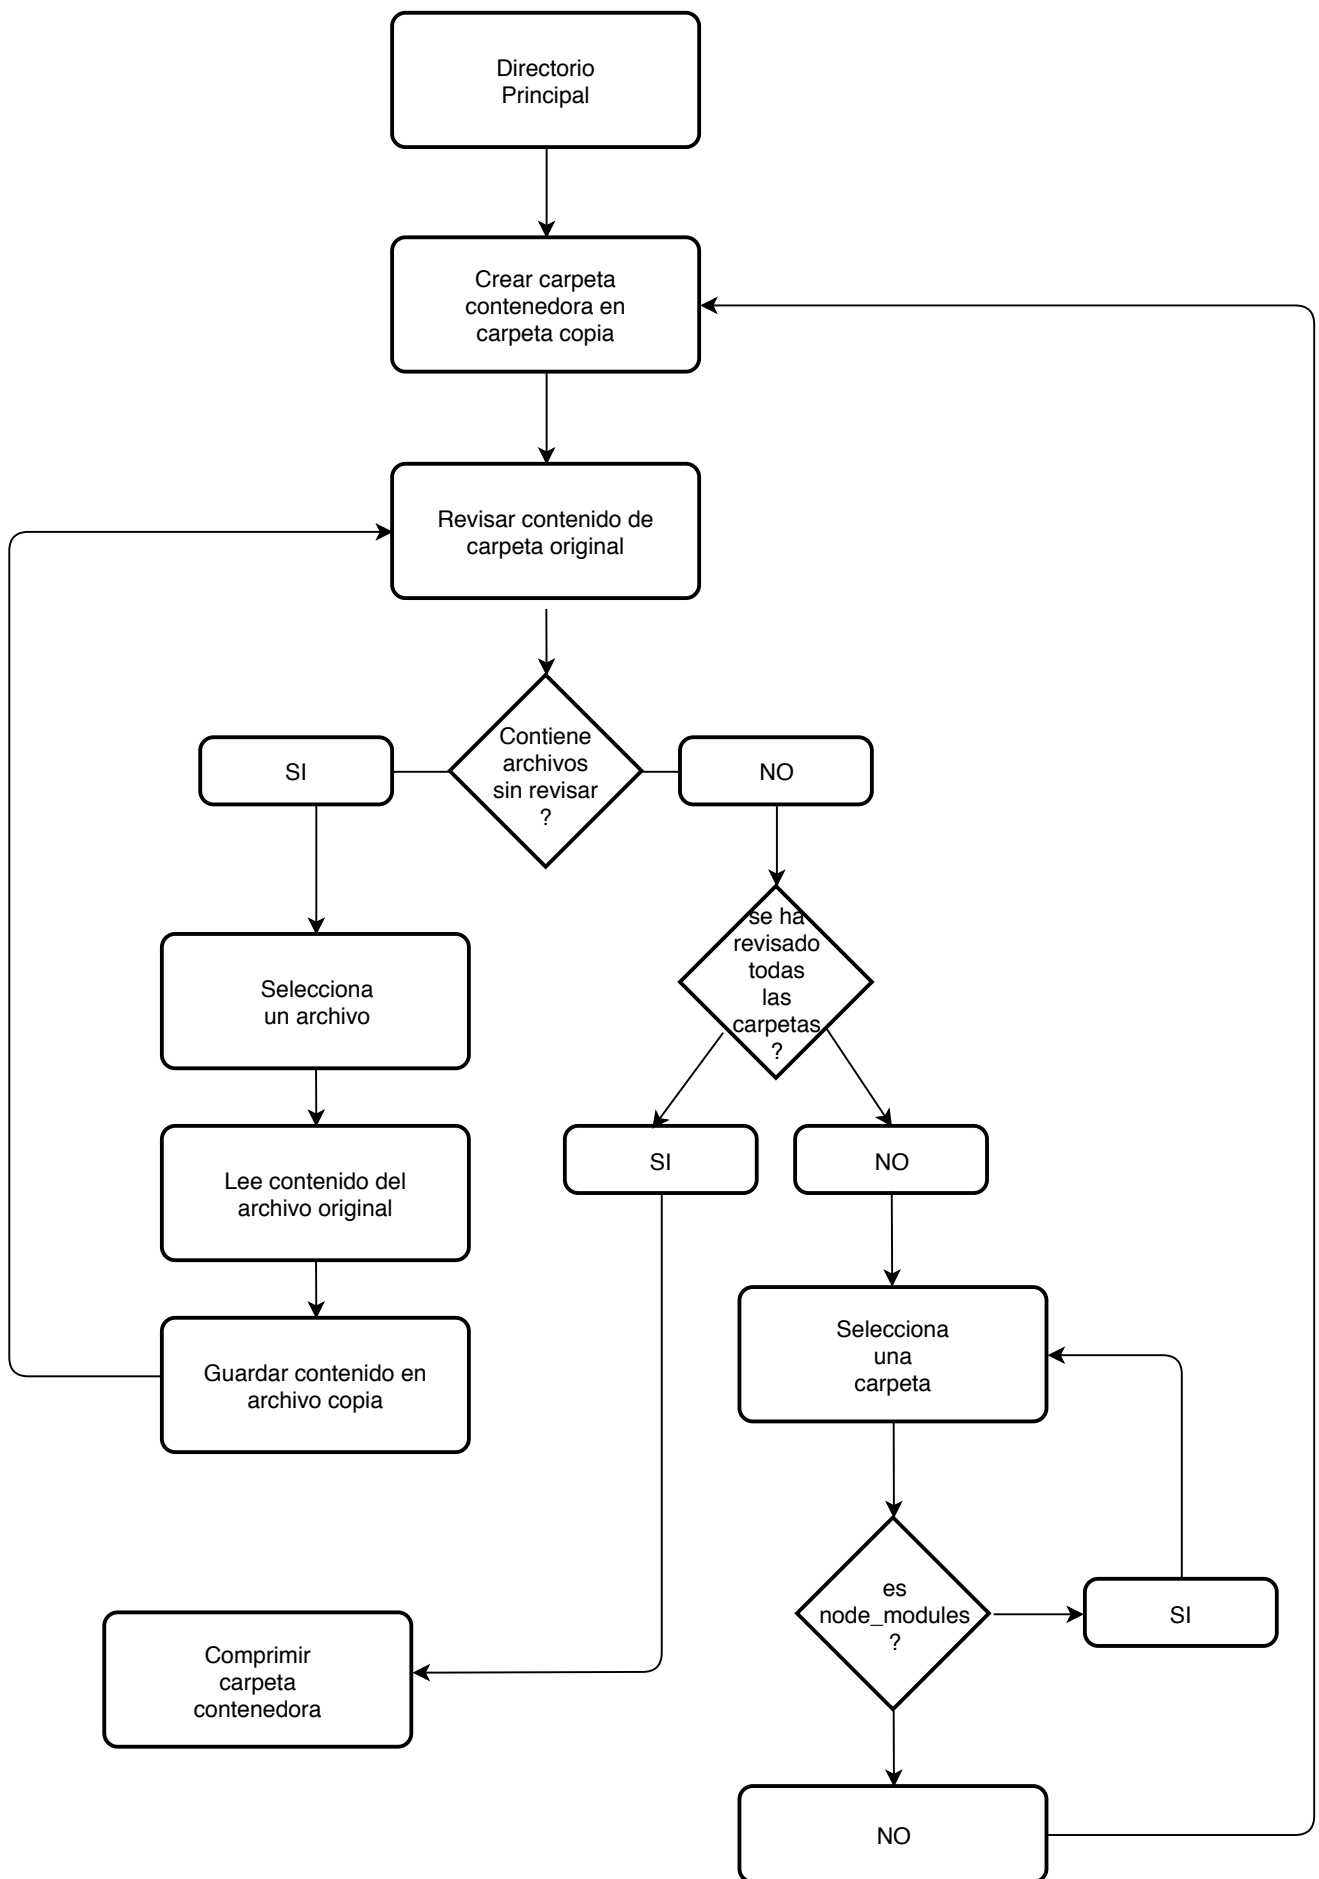 Directorio
Principal
Crear carpeta
contenedora en
carpeta copia
Revisar contenido de
carpeta original
Contiene
archivos
sin revisar
?
SI
NO
se ha
revisado
todas
las
carpetas
?
Selecciona
un archivo
Lee contenido del
archivo original
SI
NO
Guardar contenido en
archivo copia
Selecciona
una
carpeta
es
node_modules
?
SI
Comprimir
carpeta
contenedora
NO